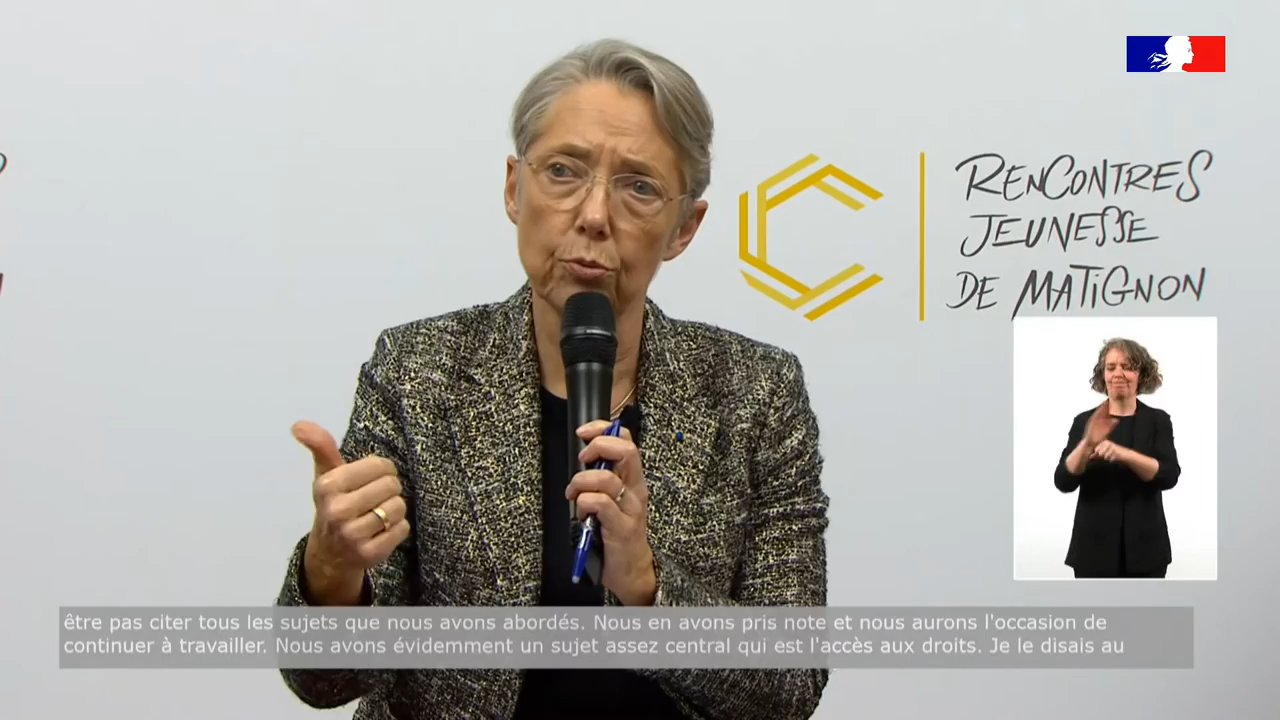 RENCONTRES
JEUNESSE
DE MATIGNON
être pas citer tous les sujets que nous avons abordés. Nous en avons pris note et nous aurons l'occasion de
continuer à travailler. Nous avons évidemment un sujet assez central qui est l'accès aux droits. Je le disais au